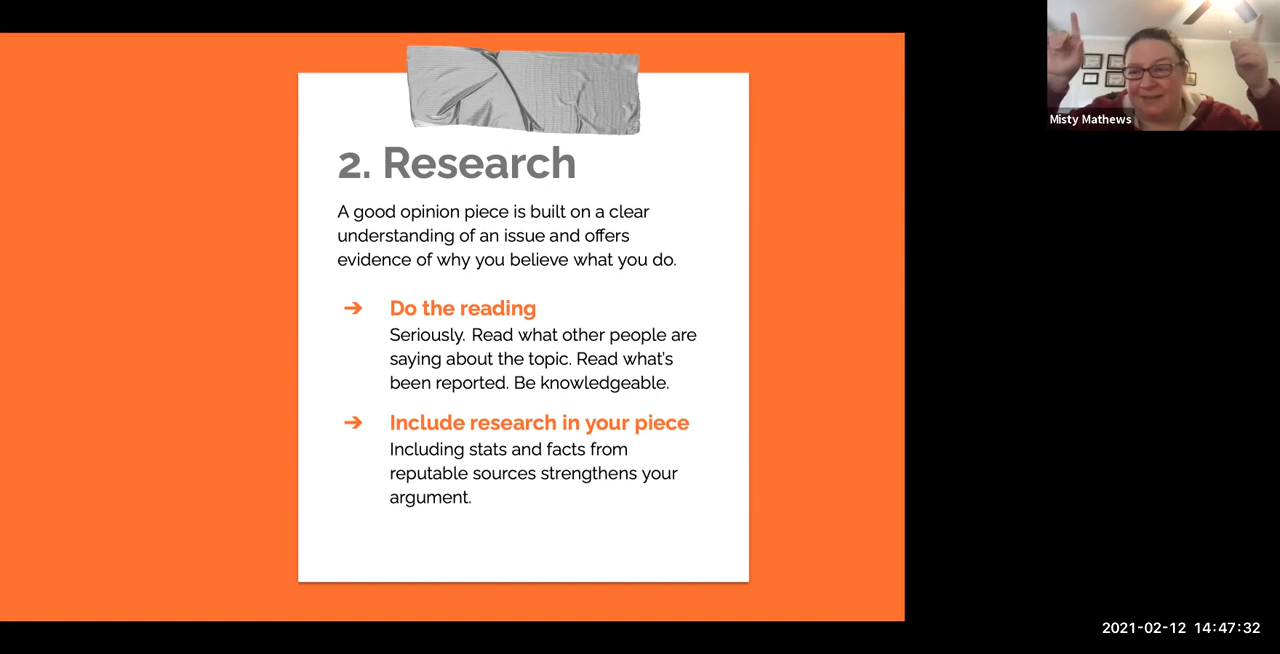 Misty Mathews
2. Research
A good opinion piece is built on a clear
understanding of an issue and offers
evidence of why you believe what you do.
➔ Do the reading
Seriously. Read what other people are
saying about the topic. Read what's
been reported. Be knowledgeable.
➔ Include research in your piece
Including stats and facts from
reputable sources strengthens your
argument.
2021-02-12 14:47:32